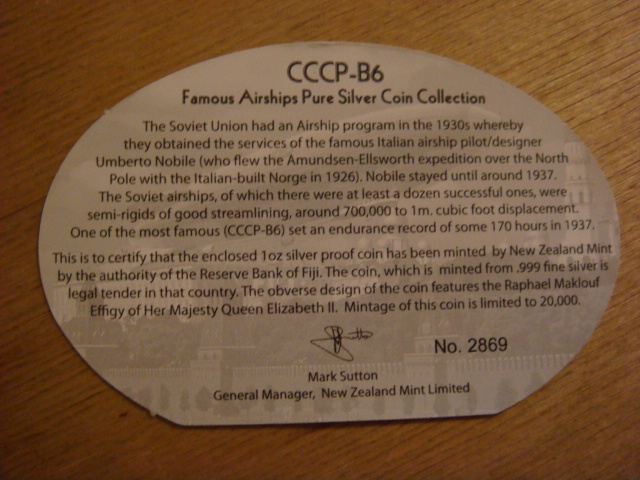 CCCP-B6
Famous Airships Pure Silver Coin Collection
The Soviet Union had an Airship program in the 1930s whereby
they obtained the services of the famous Italian airship pilot/designer
Umberto Nobile (who flew the Amundsen-Ellsworth expedition over the North
Pole with the Italian-built Norge in 1926). Nobile stayed until around 1937.
The Soviet airships, of which there were at least a dozen successful ones, were
semi-rigids of good streamlining, around 700,000 to 1m. cubic foot displacement.
One of the most famous (CCCP-B6) set an endurance record of some 170 hours in 1937.
This is to certify that the enclosed 1oz silver proof coin has been minted by New Zealand Mint
by the authority of the Reserve Bank of Fiji. The coin, which is minted from .999 fine silver is
legal tender in that country. The obverse design of the coin features the Raphael Maklouf
Effigy of Her Majesty Queen Elizabeth II. Mintage of this coin is limited to 20,000.
No. 2869
Mark Sutton
General Manager, New Zealand Mint Limited